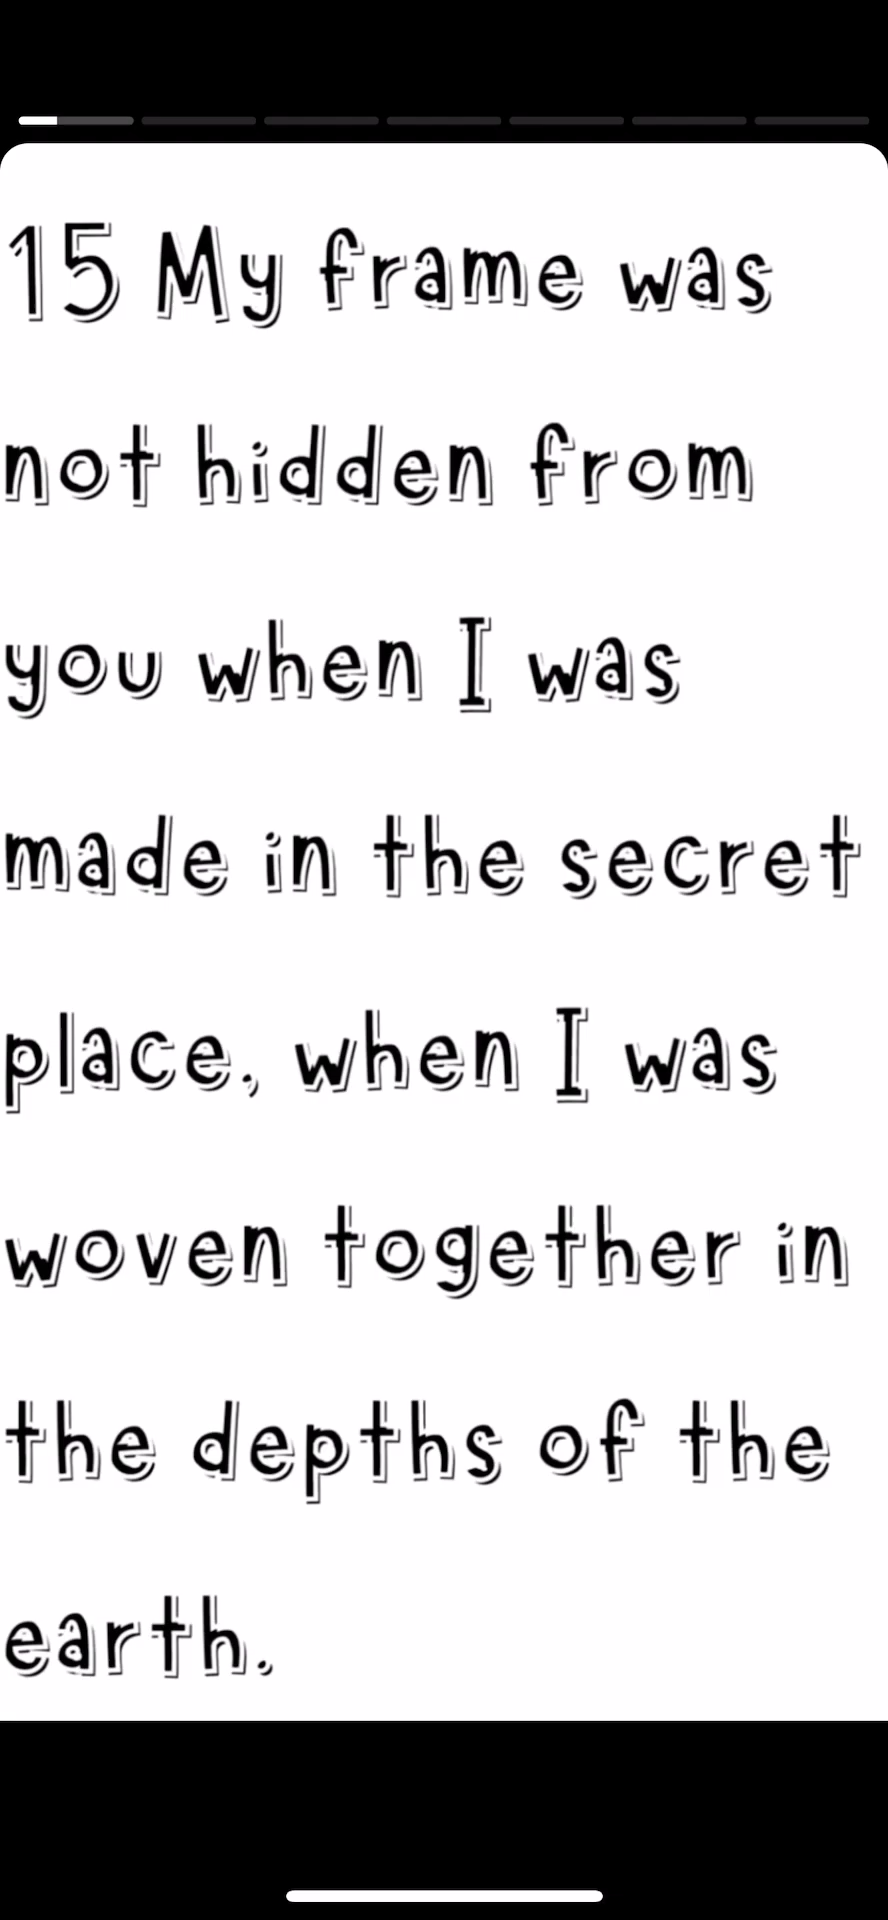 15 My frame was
not hidden from
you when I was
made in the secret
place, when I was
woven together in
the depths of the
earth.